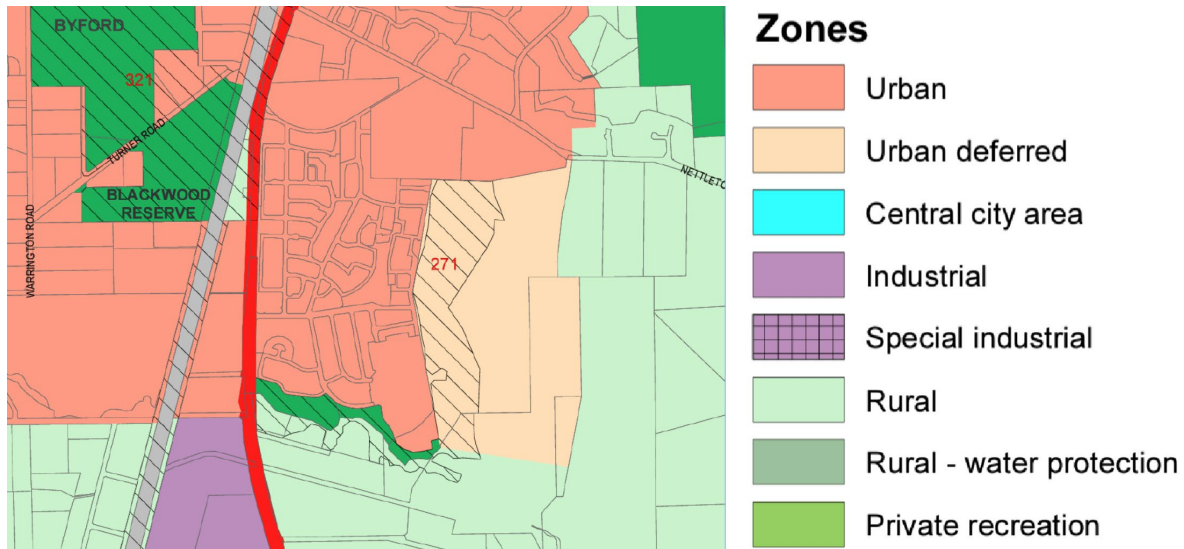 BYFORD
321
TURNER ROAD
BLACKWOOD
RESERVE
WARRINGTON ROAD
NETTLETO
271
Zones
Urban
Urban deferred
Central city area
Industrial
Special industrial
Rural
Rural - water protection
Private recreation